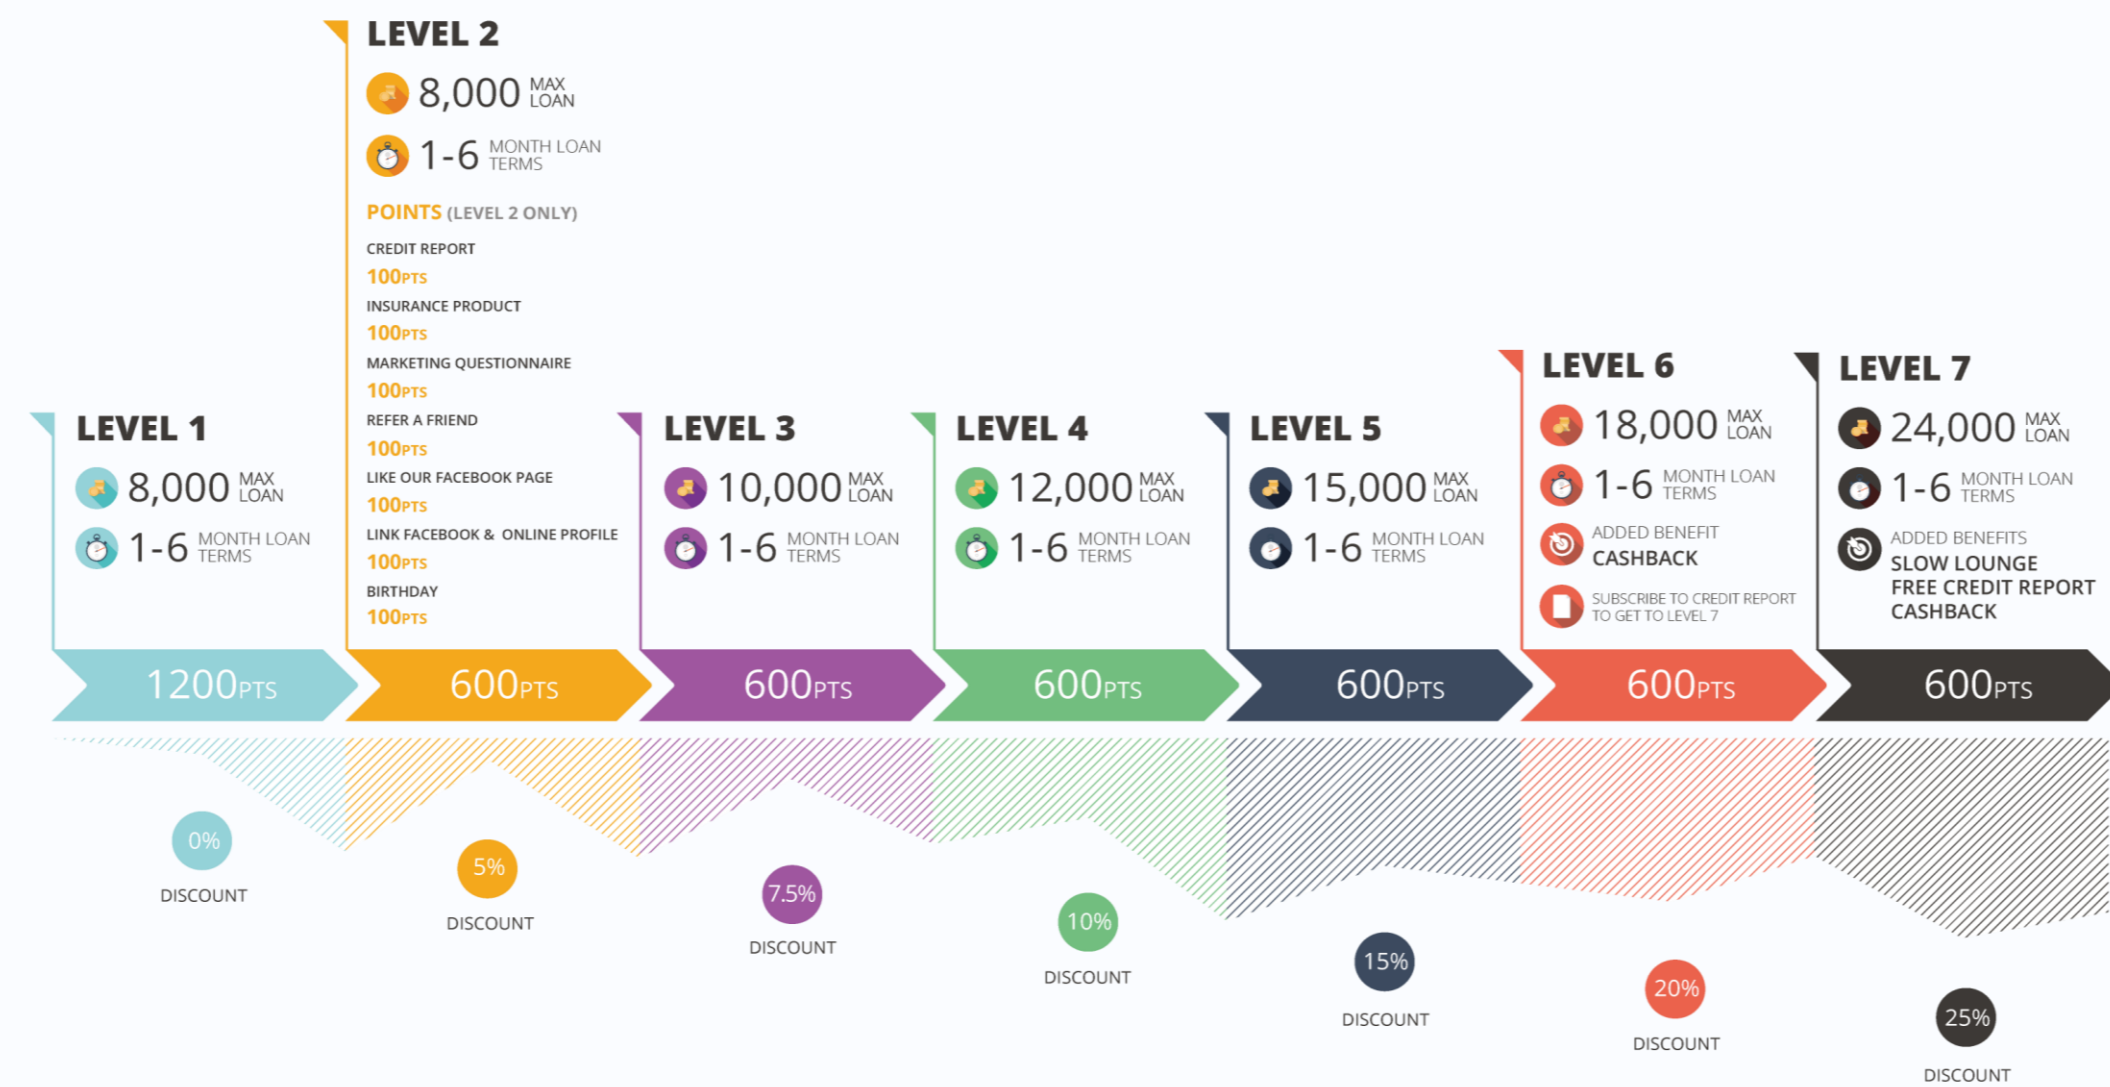 LEVEL 1
8,000 MAX LOAN
1-6 MONTH LOAN TERMS
1200PTS
0%
DISCOUNT
LEVEL 2
8,000 MAX LOAN
1-6 MONTH LOAN TERMS
POINTS (LEVEL 2 ONLY)
CREDIT REPORT
100PTS
INSURANCE PRODUCT
100PTS
MARKETING QUESTIONNAIRE
100PTS
REFER A FRIEND
100PTS
LIKE OUR FACEBOOK PAGE
100PTS
LINK FACEBOOK & ONLINE PROFILE
100PTS
BIRTHDAY
100PTS
600PTS
5%
DISCOUNT
LEVEL 3
10,000 MAX LOAN
1-6 MONTH LOAN TERMS
600PTS
7.5%
DISCOUNT
LEVEL 4
12,000 MAX LOAN
1-6 MONTH LOAN TERMS
600PTS
10%
DISCOUNT
LEVEL 5
15,000 MAX LOAN
1-6 MONTH LOAN TERMS
600PTS
15%
DISCOUNT
LEVEL 6
18,000 MAX LOAN
1-6 MONTH LOAN TERMS
ADDED BENEFIT
CASHBACK
SUBSCRIBE TO CREDIT REPORT
TO GET TO LEVEL 7
600PTS
20%
DISCOUNT
LEVEL 7
24,000 MAX LOAN
1-6 MONTH LOAN TERMS
ADDED BENEFITS
SLOW LOUNGE
FREE CREDIT REPORT
CASHBACK
600PTS
25%
DISCOUNT